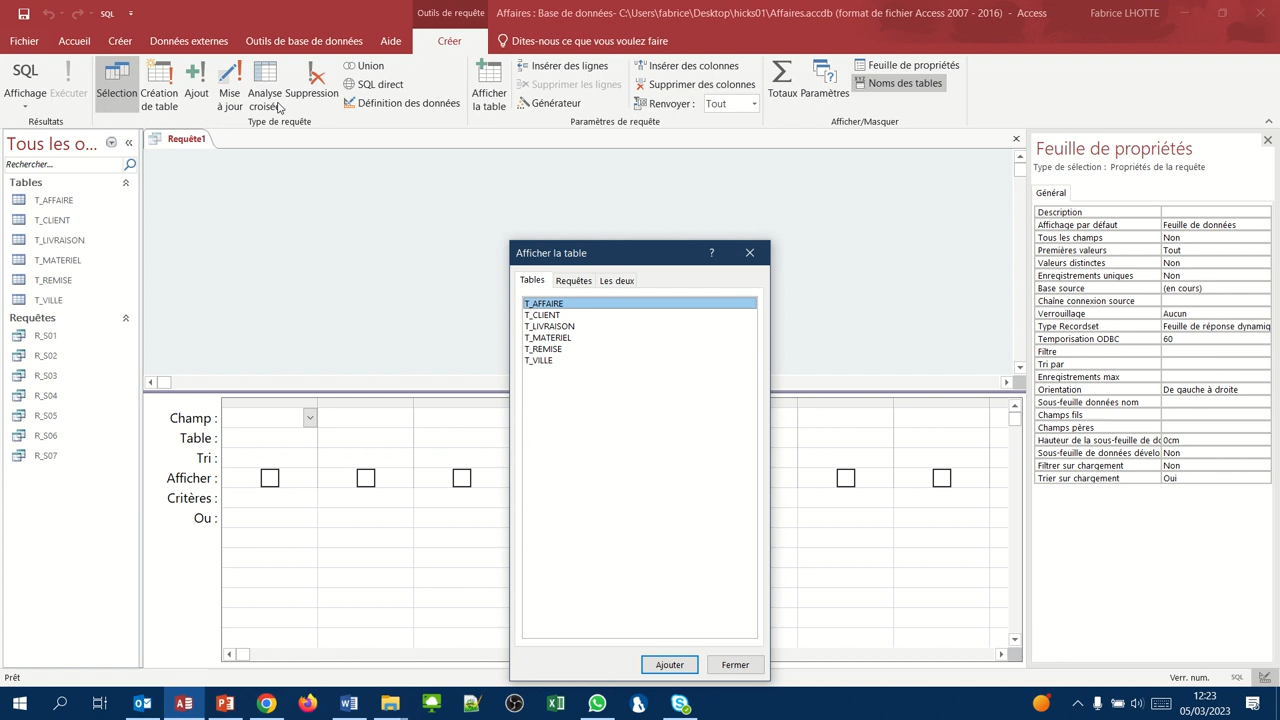 SQL
Outils de requête
Affaires : Base de données- C:\Users\fabrice\Desktop\hicks01\Affaires.accdb (format de fichier Access 2007 - 2016) - Access
Fabrice LHOTTE
Fichier Accueil Créer Données externes Outils de base de données Aide Créer Dites-nous ce que vous voulez faire
SQL Affichage Exécuter
Résultats
Sélection
Création de table
Ajout
Mise à jour
Analyse croisée
Suppression
Union
SQL direct
Définition des données
Type de requête
Afficher la table
Insérer des lignes
Supprimer les lignes
Générateur
Insérer des colonnes
Supprimer des colonnes
Renvoyer : Tout
Paramètres de requête
Totaux Paramètres
Feuille de propriétés
Noms des tables
Afficher/Masquer
Tous les o...
Rechercher...
Tables
T_AFFAIRE
T_CLIENT
T_LIVRAISON
T_MATERIEL
T_REMISE
T_VILLE
Requêtes
R_S01
R_S02
R_S03
R_S04
R_S05
R_S06
R_S07
Requête1
Champ :
Table :
Tri :
Afficher :
Critères :
Ou :
Afficher la table
?
Tables Requêtes Les deux
T_AFFAIRE
T_CLIENT
T_LIVRAISON
T_MATERIEL
T_REMISE
T_VILLE
Ajouter Fermer
Feuille de propriétés
Type de sélection : Propriétés de la requête
Général
Description
Affichage par défaut Feuille de données
Tous les champs Non
Premières valeurs Tout
Valeurs distinctes Non
Enregistrements uniques Non
Base source (en cours)
Chaîne connexion source
Verrouillage Aucun
Type Recordset Feuille de réponse dynamiq
Temporisation ODBC 60
Filtre
Tri par
Enregistrements max
Orientation De gauche à droite
Sous-feuille données nom
Champs fils
Champs pères
Hauteur de la sous-feuille de do 0cm
Sous-feuille de données dévelo Non
Filtrer sur chargement Non
Trier sur chargement Oui
Prêt
Verr. num. SQL
12:23
05/03/2023